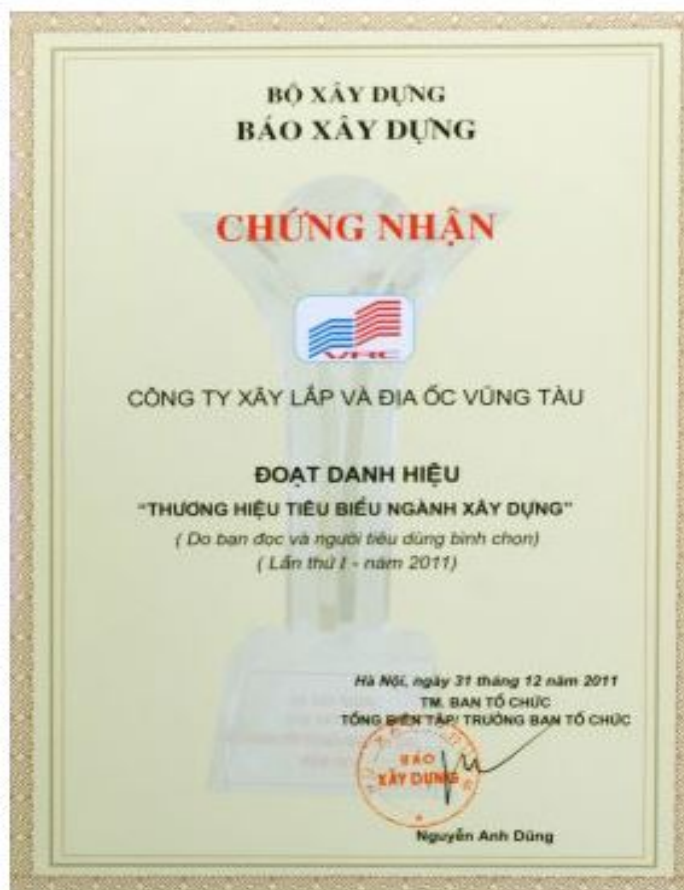 BỘ XÂY DỰNG
BÁO XÂY DỰNG
CHỨNG NHẬN
VRC
CÔNG TY XÂY LẮP VÀ ĐỊA ỐC VŨNG TÀU
ĐOẠT DANH HIỆU
"THƯƠNG HIỆU TIÊU BIỂU NGÀNH XÂY DỰNG"
( Do bạn đọc và người tiêu dùng bình chọn)
( Lần thứ I - năm 2011)
Hà Nội, ngày 31 tháng 12 năm 2011
TM. BAN TỔ CHỨC
TỔNG BIÊN TẬP/ TRƯỞNG BAN TỔ CHỨC
BÁO
XÂY DỰNG
Nguyễn Anh Dũng